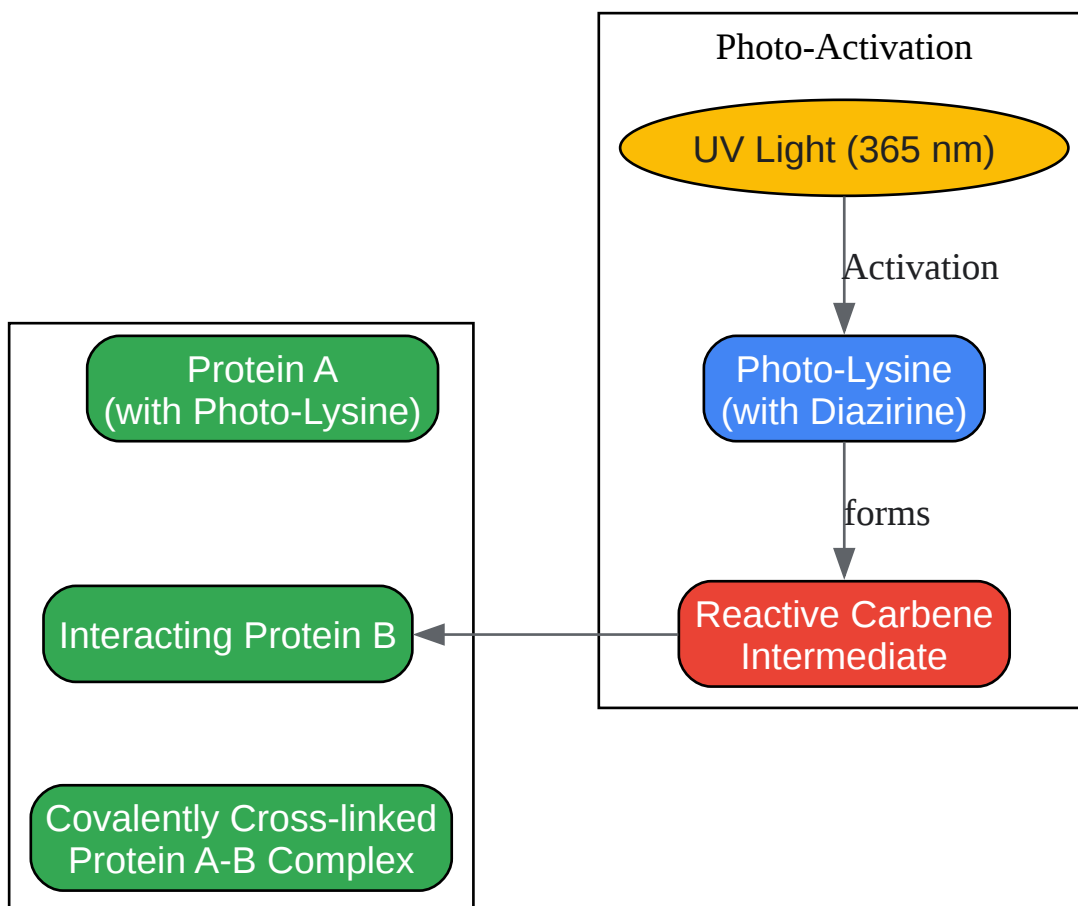 Photo-Activation
UV Light (365 nm)
Activation
Protein A
(with Photo-Lysine)
Photo-Lysine
(with Diazirine)
forms
Interacting Protein B
Reactive Carbene
Intermediate
Covalently Cross-linked
Protein A-B Complex